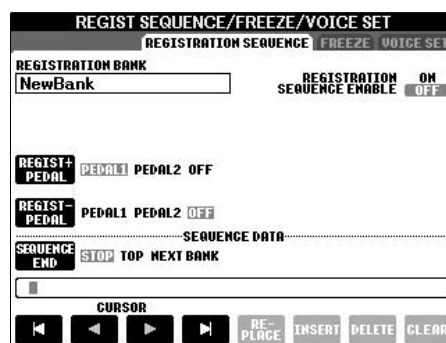 REGIST SEQUENCE/FREEZE/VOICE SET
REGISTRATION SEQUENCE FREEZE VOICE SET
REGISTRATION BANK
NewBank
REGISTRATION ON
SEQUENCE ENABLE OFF
REGIST+
PEDAL PEDAL1 PEDAL2 OFF
REGIST-
PEDAL PEDAL1 PEDAL2 OFF
SEQUENCE DATA
SEQUENCE
END STOP TOP NEXT BANK
CURSOR
RE-
PLACE INSERT DELETE CLEAR